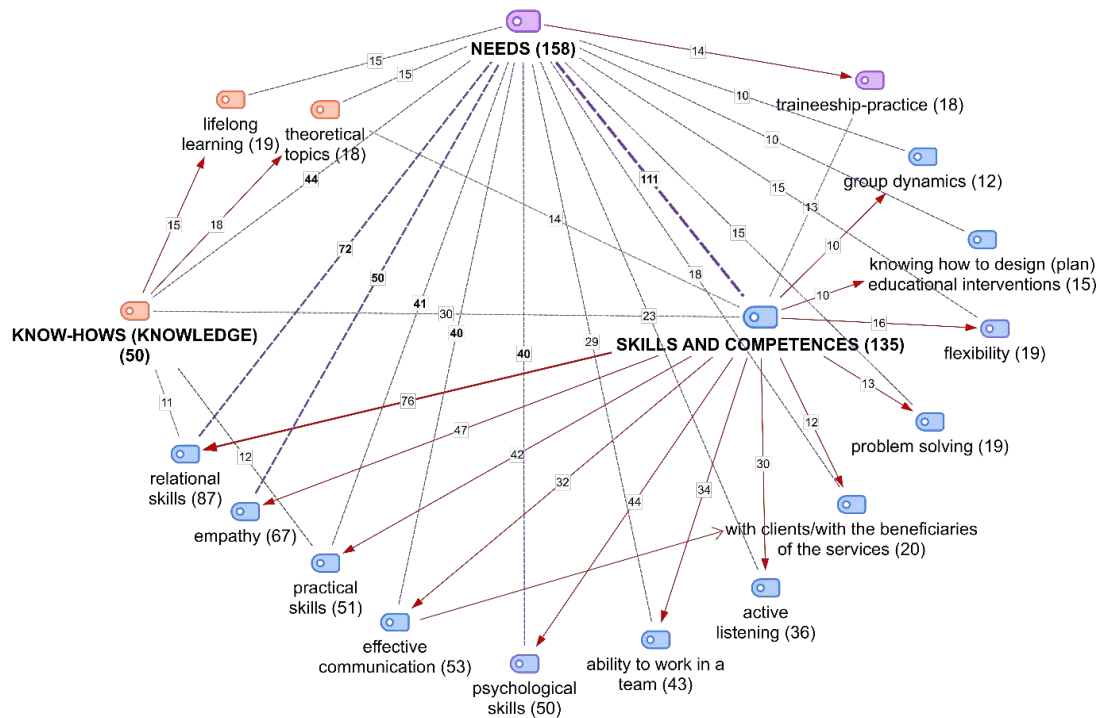 NEEDS (158)
14
15
15
traineeship-practice (18)
10
lifelong
learning (19)
theoretical
topics (18)
10
group dynamics (12)
44
111
15
13
15
18
14
15
10
knowing how to design (plan)
educational interventions (15)
72
50
18
10
41
30
23
16
KNOW-HOWS (KNOWLEDGE)
(50)
40
40
29
SKILLS AND COMPETENCES (135)
flexibility (19)
13
11
76
12
problem solving (19)
47
12
42
30
relational
skills (87)
32
34
44
empathy (67)
with clients/with the beneficiaries
of the services (20)
practical
skills (51)
active
listening (36)
effective
communication (53)
ability to work in a
team (43)
psychological
skills (50)